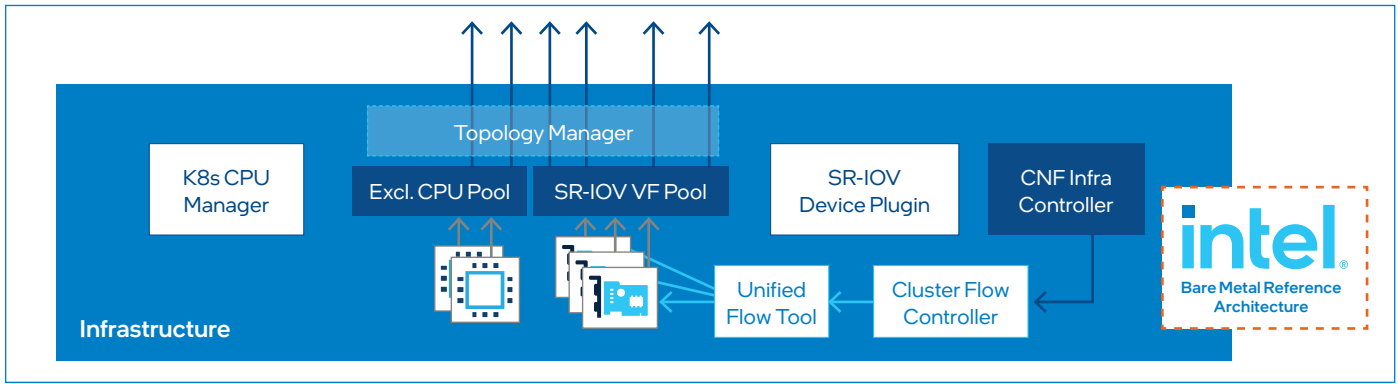 Topology Manager
K8s CPU
Manager
Excl. CPU Pool
SR-IOV VF Pool
SR-IOV
Device Plugin
CNF Infra
Controller
intel®
Bare Metal Reference
Architecture
Unified
Flow Tool
Cluster Flow
Controller
Infrastructure